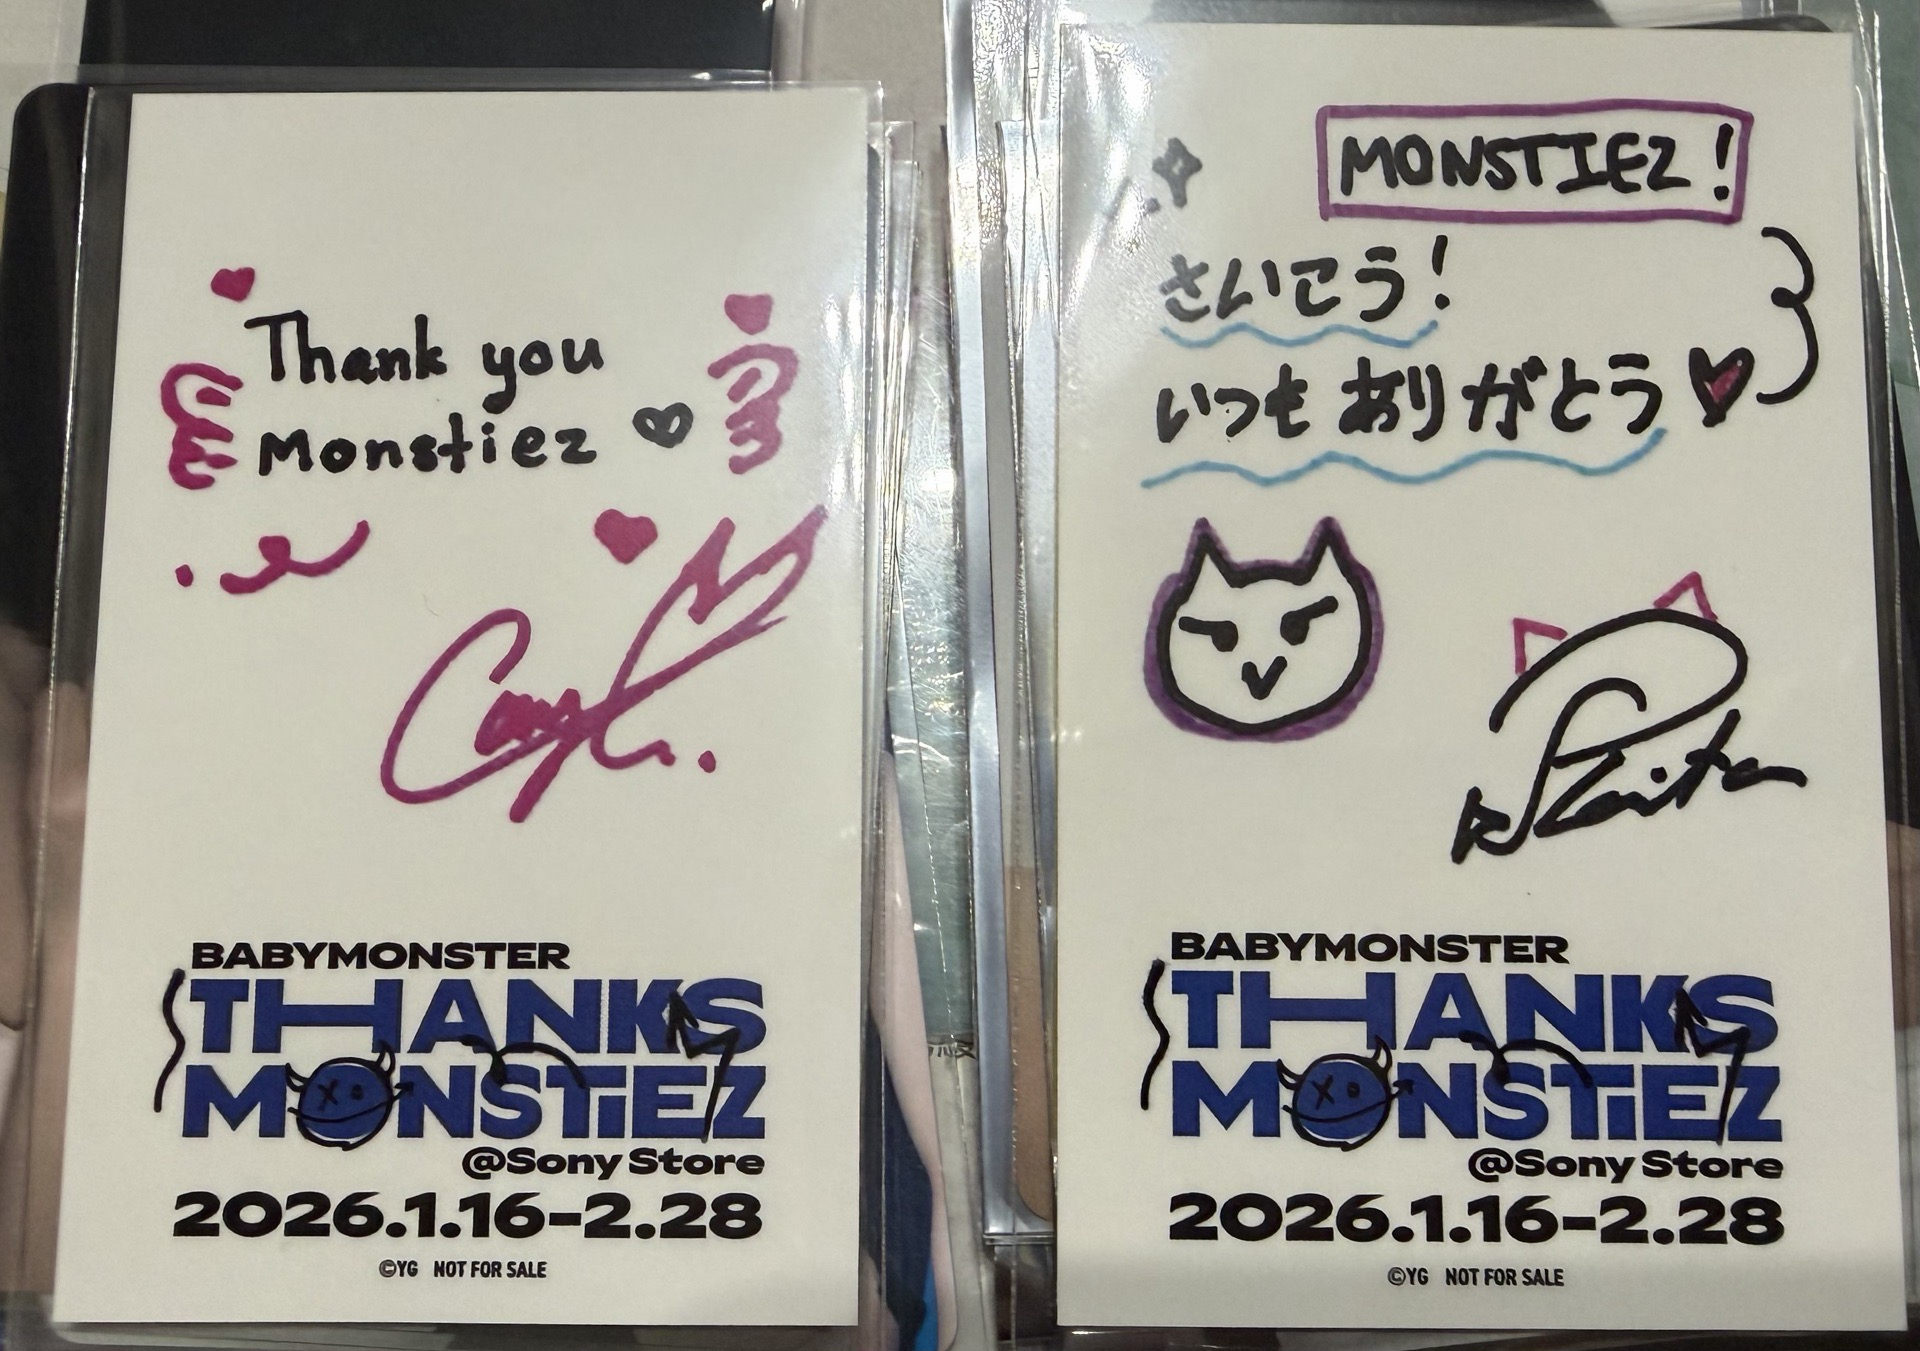 Thank you
Monstiez
BABYMONSTER
THANKS
MONSTIEZ
@Sony Store
2026.1.16-2.28
©YG NOT FOR SALE
MONSTIEZ!
さいこう!
いつもありがとう
BABYMONSTER
THANKS
MONSTIEZ
@Sony Store
2026.1.16-2.28
©YG NOT FOR SALE